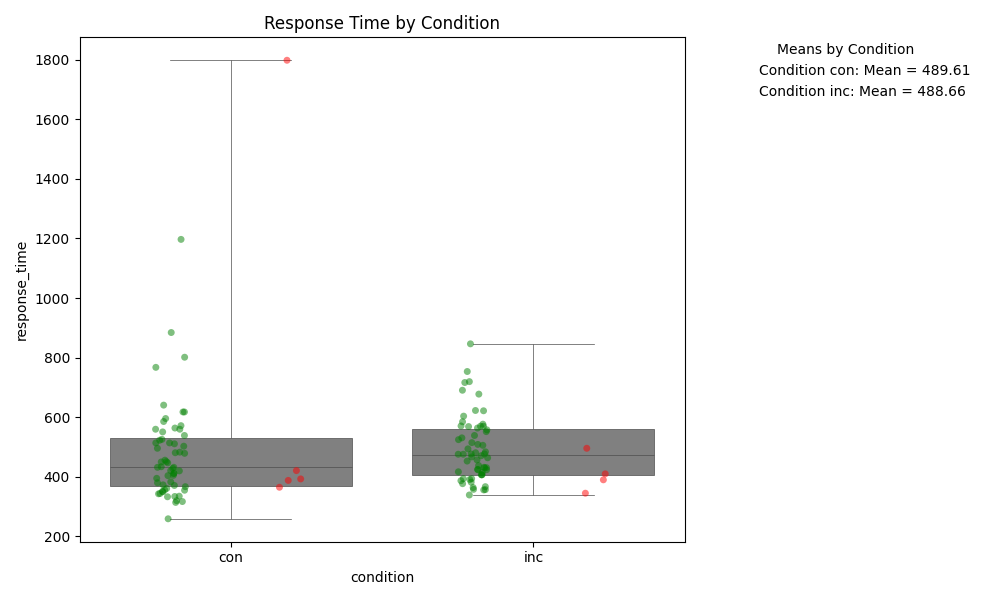 Response Time by Condition
Means by Condition
Condition con: Mean = 489.61
Condition inc: Mean = 488.66
response_time
1800
1600
1400
1200
1000
800
600
400
200
con inc
condition